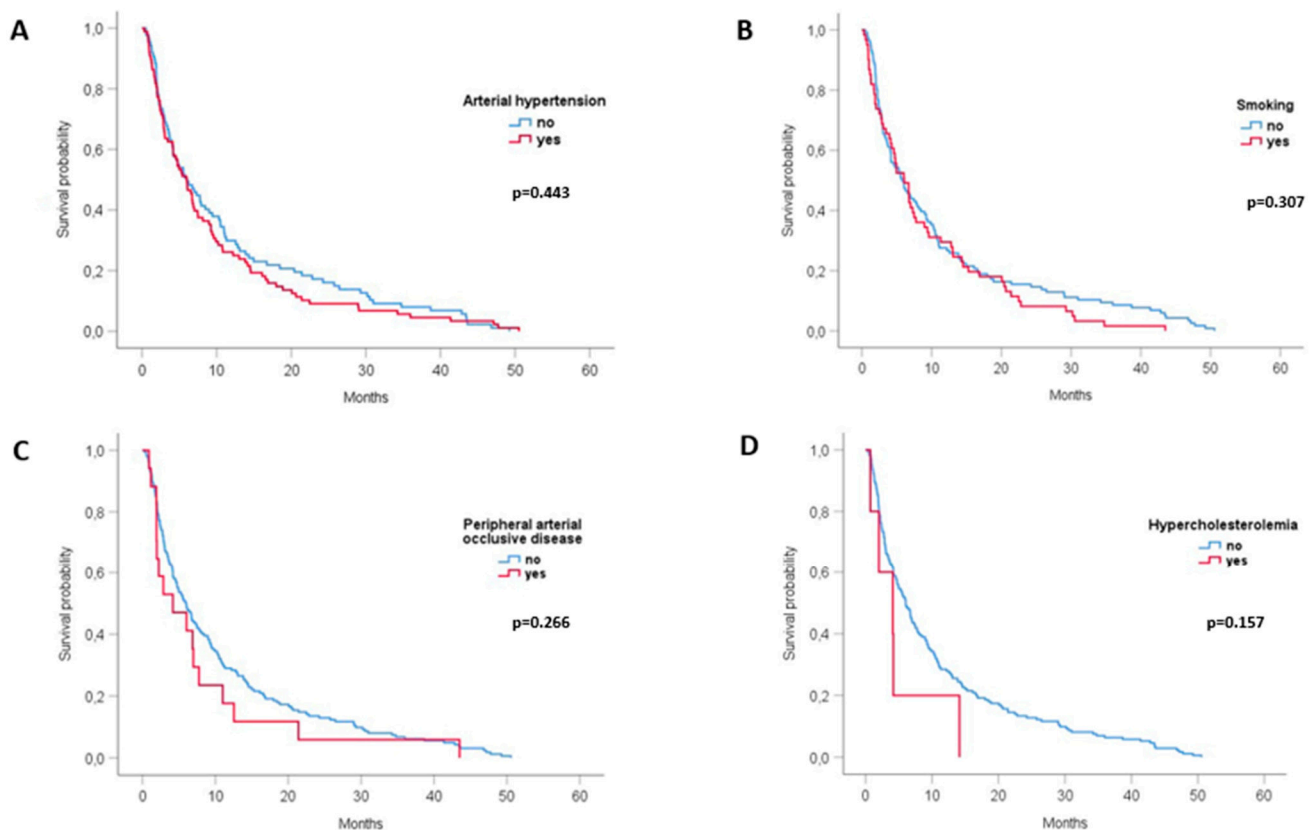 A
Survival probability
1,0
0,8
0,6
0,4
0,2
0,0
Arterial hypertension
no
yes
p=0.443
0 10 20 30 40 50 60
Months
B
Survival probability
1,0
0,8
0,6
0,4
0,2
0,0
Smoking
no
yes
p=0.307
0 10 20 30 40 50 60
Months
C
Survival probability
1,0
0,8
0,6
0,4
0,2
0,0
Peripheral arterial
occlusive disease
no
yes
p=0.266
0 10 20 30 40 50 60
Months
D
Survival probability
1,0
0,8
0,6
0,4
0,2
0,0
Hypercholesterolemia
no
yes
p=0.157
0 10 20 30 40 50 60
Months